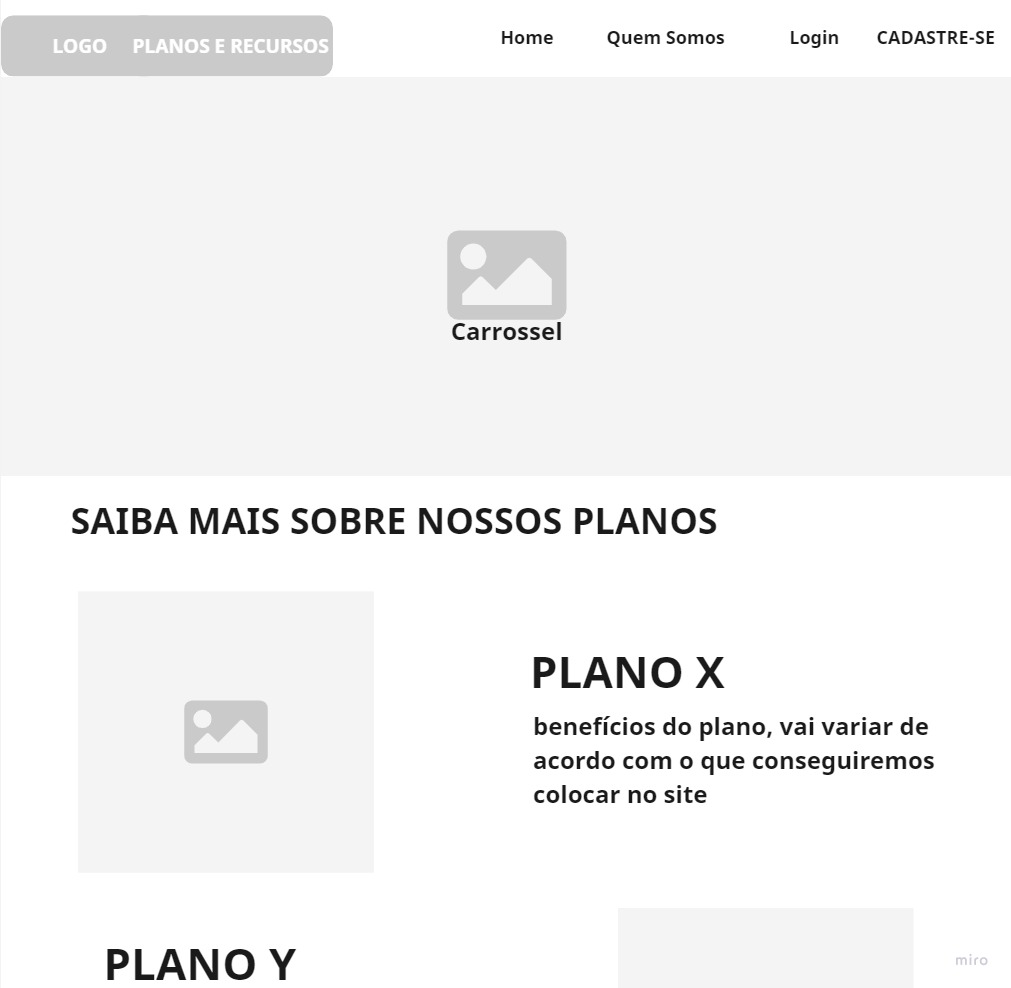 LOGO PLANOS E RECURSOS Home Quem Somos Login CADASTRE-SE
Carrossel
SAIBA MAIS SOBRE NOSSOS PLANOS
PLANO X
benefícios do plano, vai variar de
acordo com o que conseguiremos
colocar no site
PLANO Y
miro